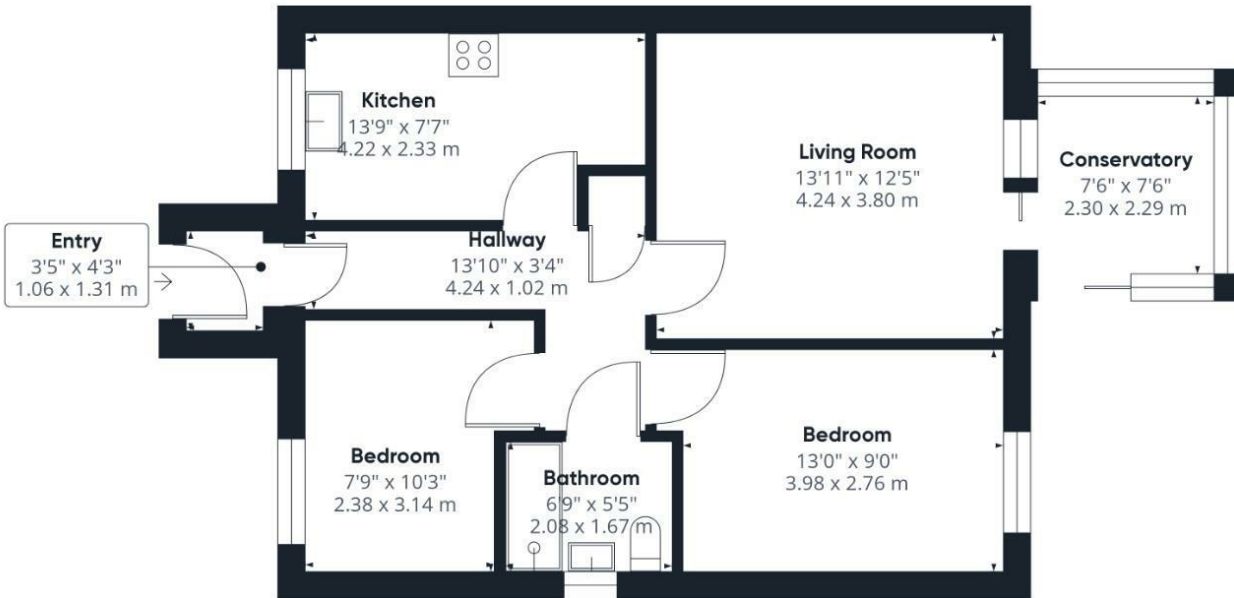 Kitchen
13'9" x 7'7"
4.22 x 2.33 m
Living Room
13'11" x 12'5"
4.24 x 3.80 m
Conservatory
7'6" x 7'6"
2.30 x 2.29 m
Entry
3'5" x 4'3"
1.06 x 1.31 m
Hallway
13'10" x 3'4"
4.24 x 1.02 m
Bedroom
7'9" x 10'3"
2.38 x 3.14 m
Bathroom
6'9" x 5'5"
2.08 x 1.67 m
Bedroom
13'0" x 9'0"
3.98 x 2.76 m